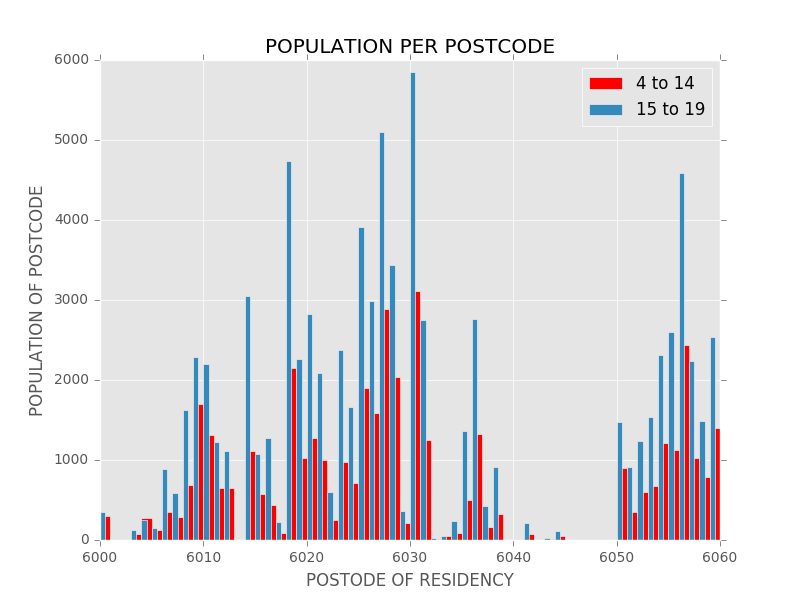 POPULATION PER POSTCODE
4 to 14
15 to 19
6000
5000
4000
3000
2000
1000
0
POPULATION OF POSTCODE
6000 6010 6020 6030 6040 6050 6060
POSTODE OF RESIDENCY